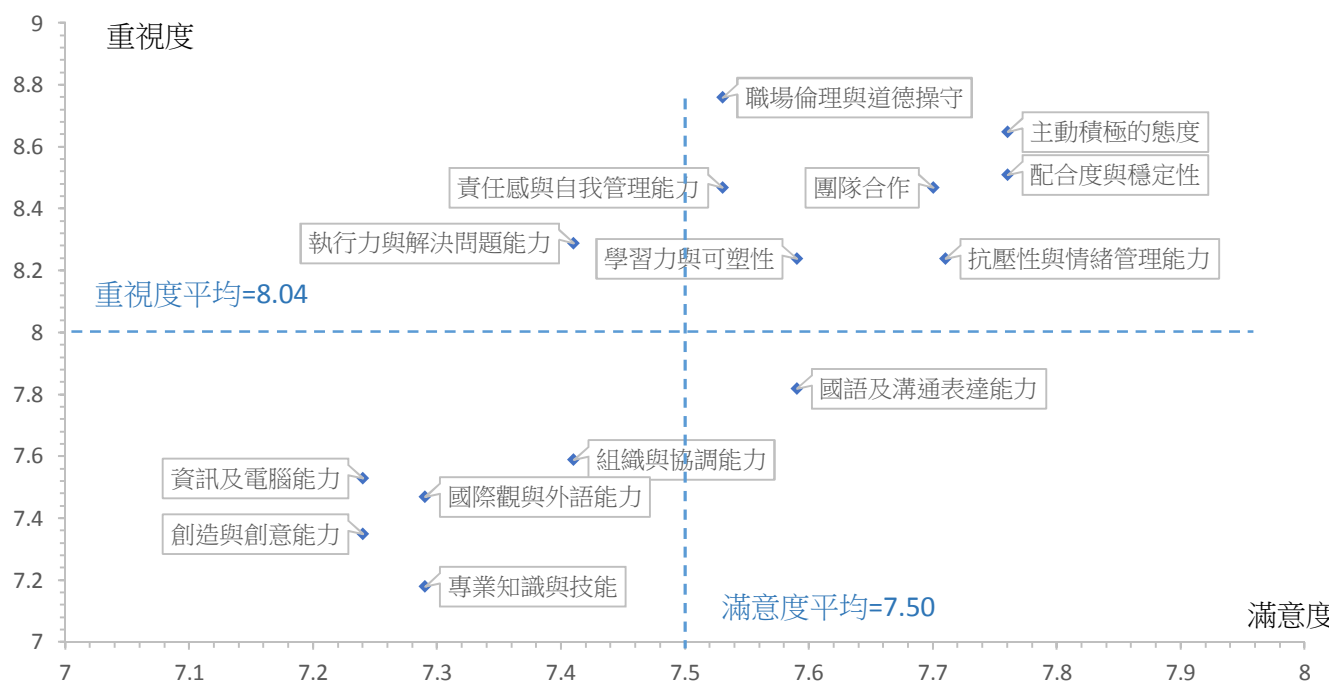 9
重視度
8.8
職場倫理與道德操守
主動積極的態度
8.6
責任感與自我管理能力
團隊合作
配合度與穩定性
8.4
執行力與解決問題能力
學習力與可塑性
抗壓性與情緒管理能力
8.2
重視度平均=8.04
8
7.8
國語及溝通表達能力
7.6
組織與協調能力
資訊及電腦能力
國際觀與外語能力
7.4
創造與創意能力
專業知識與技能
7.2
滿意度平均=7.50
滿意度
7
7 7.1 7.2 7.3 7.4 7.5 7.6 7.7 7.8 7.9 8